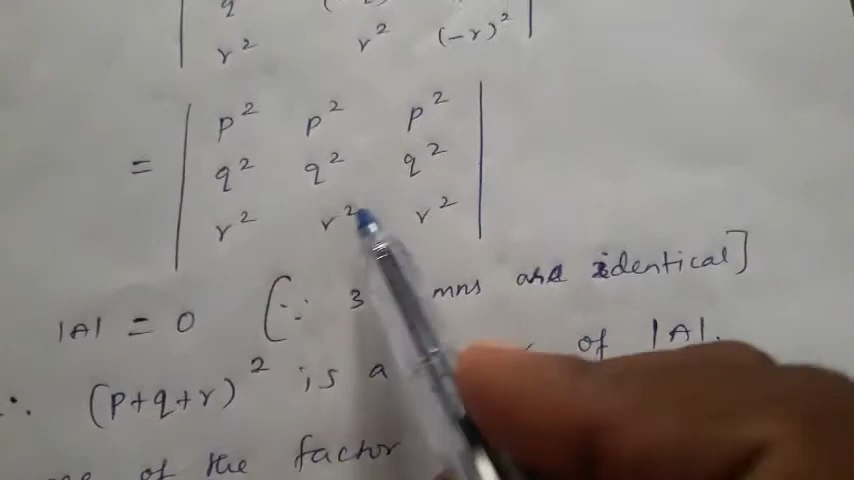 q
r² r² (-r)²
= | p² p² p² |
| q² q² q² |
| r² r² r² |
|A| = 0 [∵ 3 mns are identical]
∴ (p+q+r)² is a of |A|.
of the factor